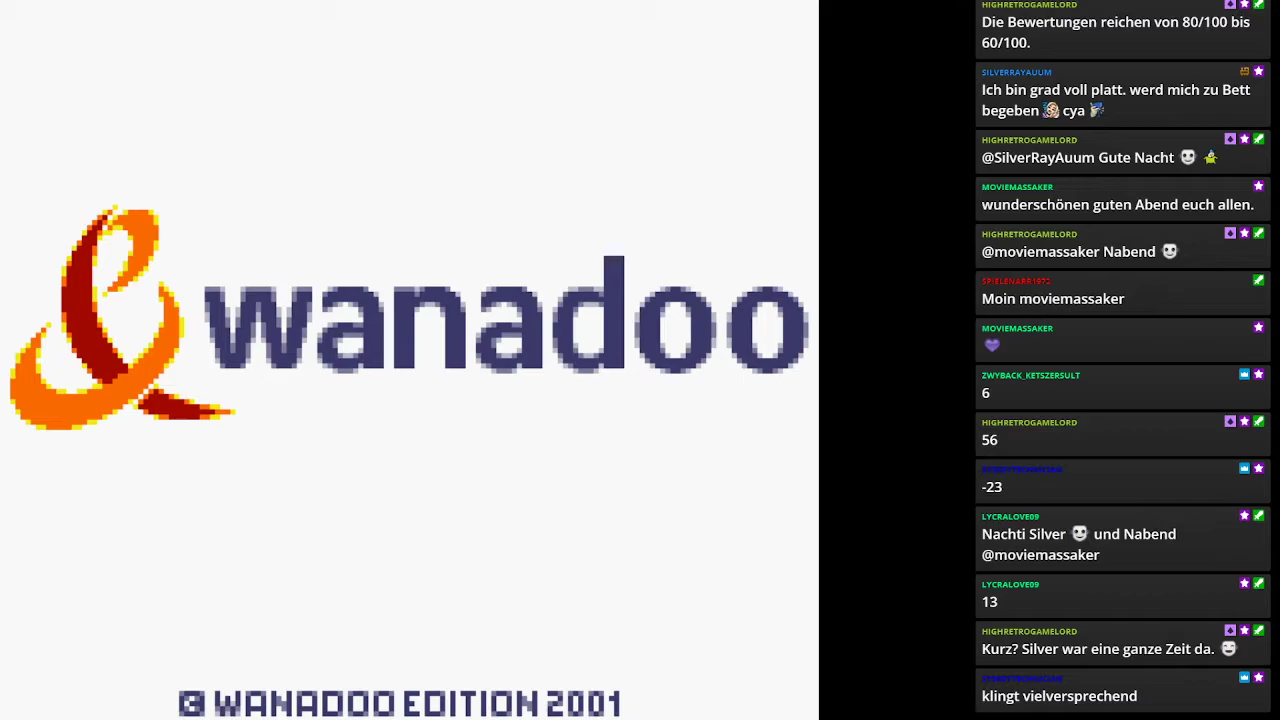 wanadoo
© WANADOO EDITION 2001
HIGHRETROGAMELORD
Die Bewertungen reichen von 80/100 bis
60/100.
SILVERRAYAUUM
Ich bin grad voll platt. werd mich zu Bett
begeben cya
HIGHRETROGAMELORD
@SilverRayAuum Gute Nacht
MOVIEMASSAKER
wunderschönen guten Abend euch allen.
HIGHRETROGAMELORD
@moviemassaker Nabend
SPIELENARR1972
Moin moviemassaker
MOVIEMASSAKER
💜
ZWYBACK_KETSZERSULT
6
HIGHRETROGAMELORD
56
-23
LYCRALOVE09
Nachti Silver und Nabend
@moviemassaker
LYCRALOVE09
13
HIGHRETROGAMELORD
Kurz? Silver war eine ganze Zeit da.
klingt vielversprechend